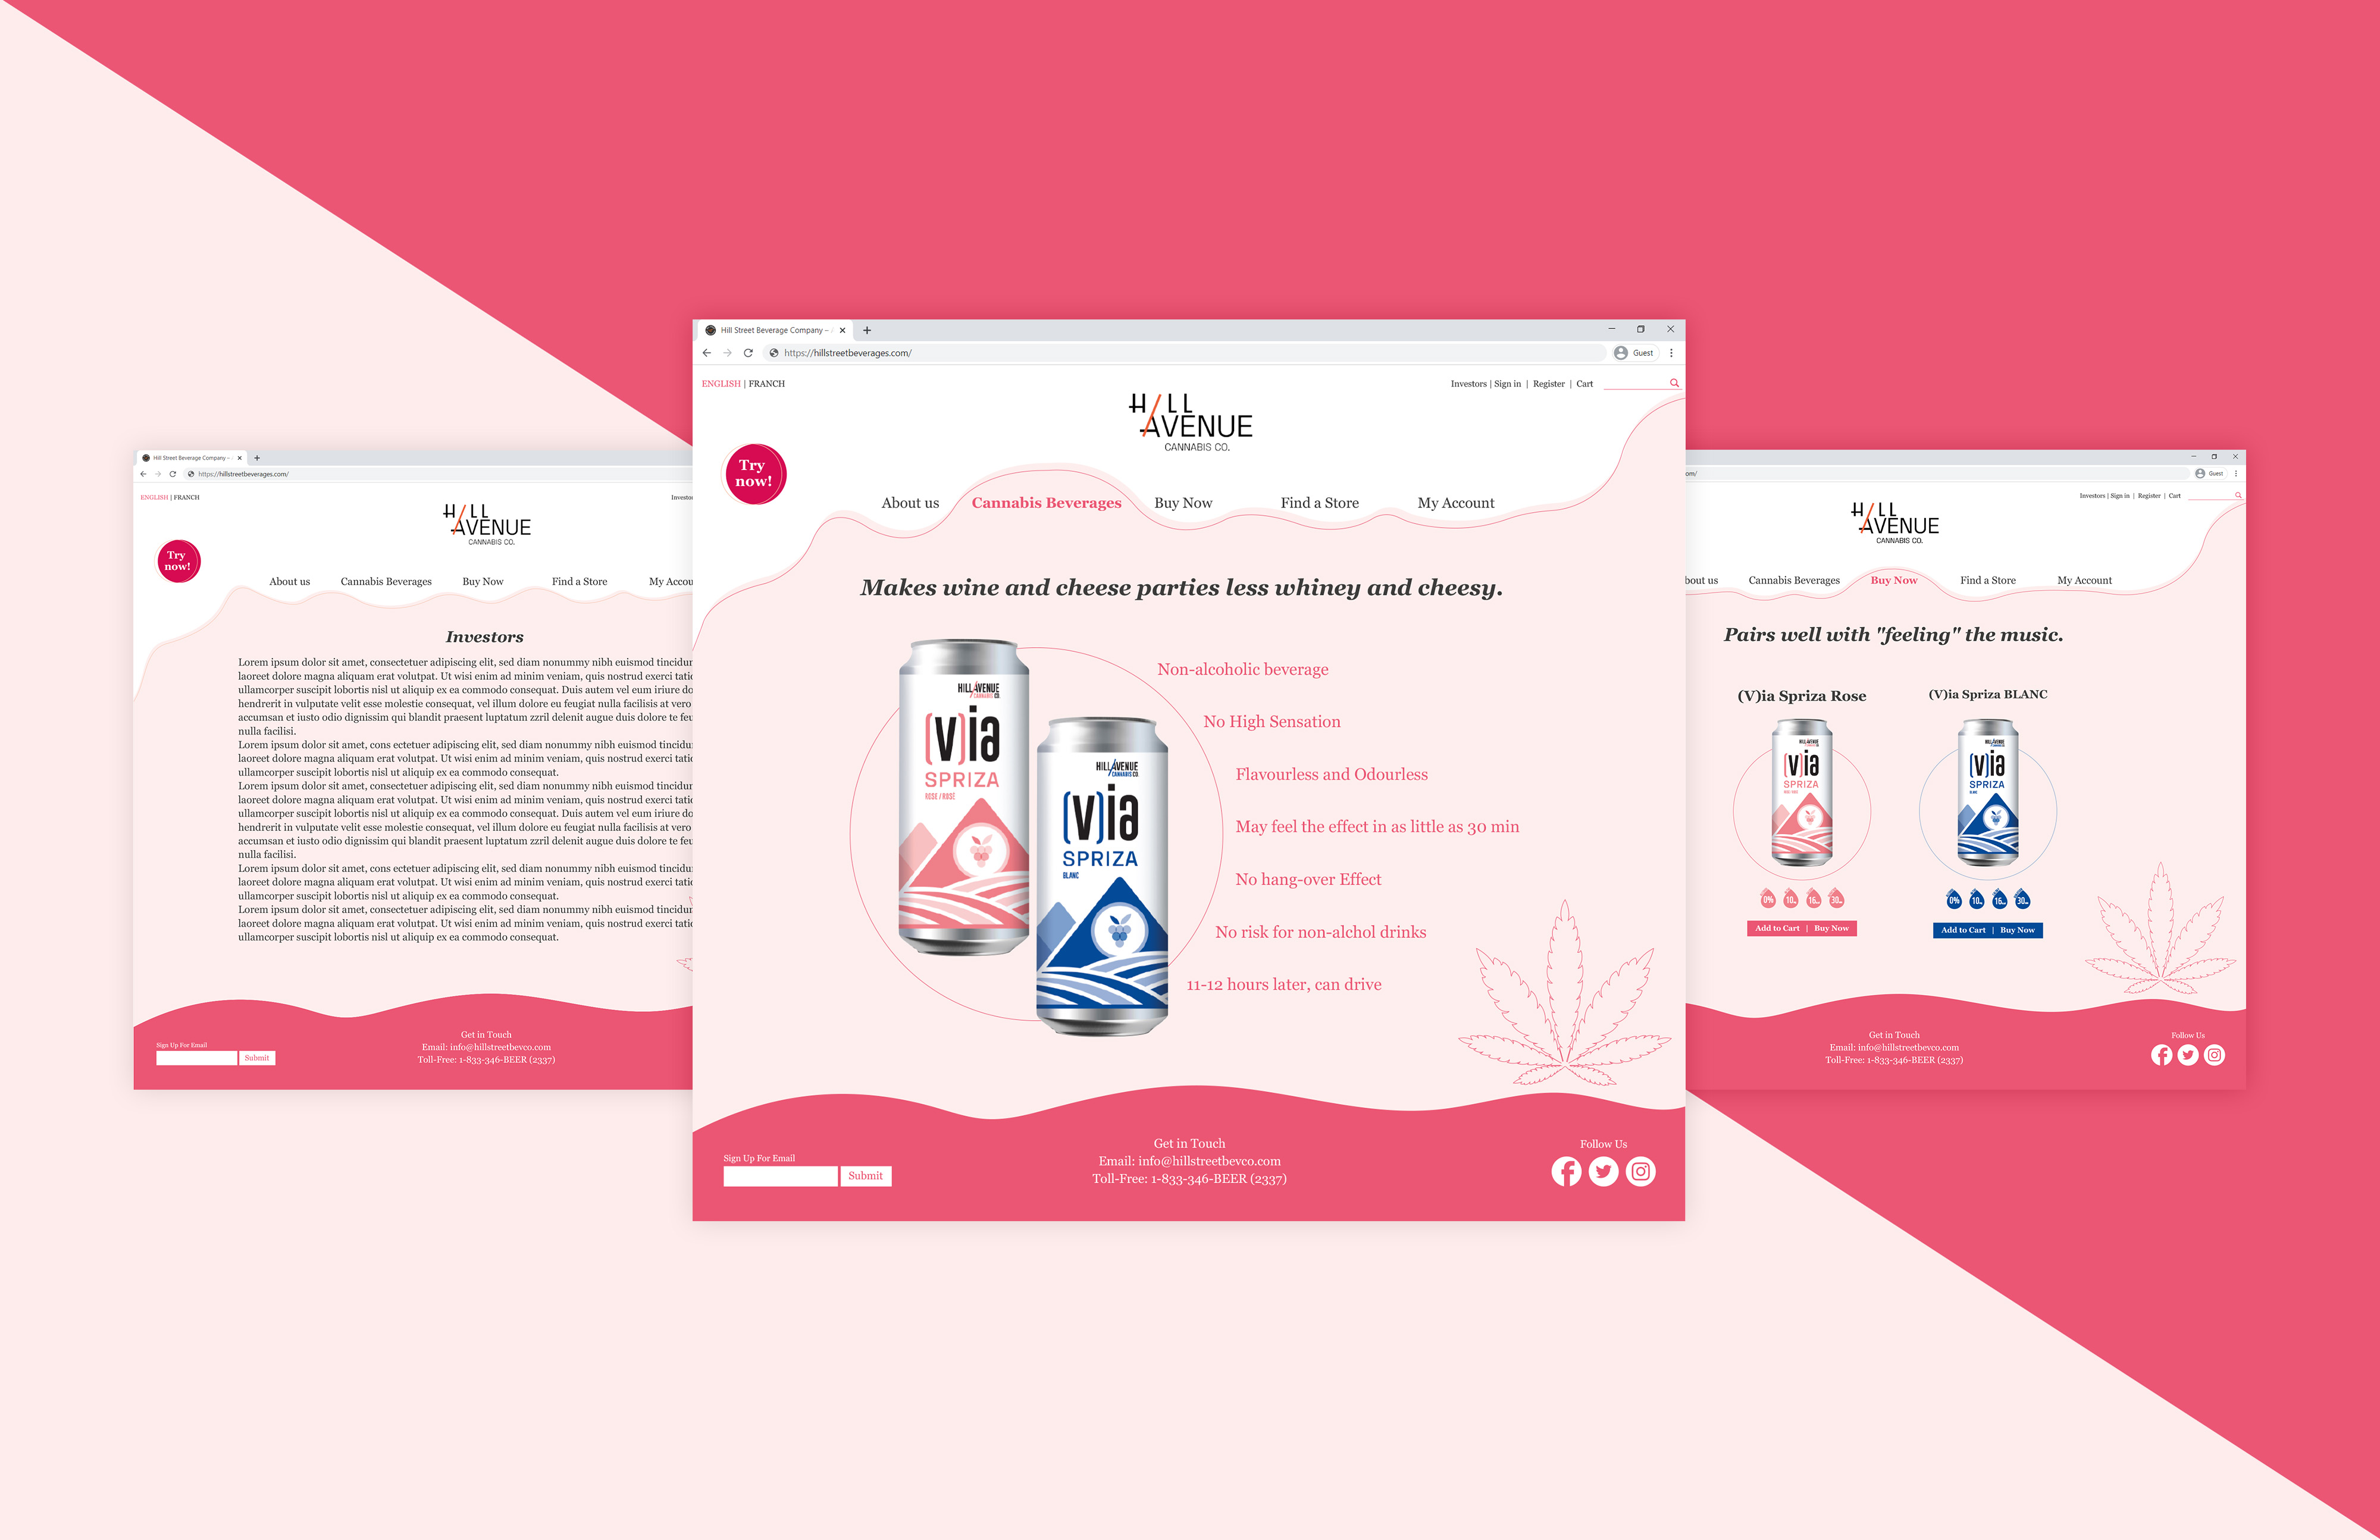 Hill Street Beverage Company – /
https://hillstreetbeverages.com/
ENGLISH | FRANCH
HILL
AVENUE
CANNABIS CO.
Try
now!
About us
Cannabis Beverages
Buy Now
Find a Store
My Accou
Investors
Lorem ipsum dolor sit amet, consectetuer adipiscing elit, sed diam nonummy nibh euismod tincidun
laoreet dolore magna aliquam erat volutpat. Ut wisi enim ad minim veniam, quis nostrud exerci tatio
ullamcorper suscipit lobortis nisl ut aliquip ex ea commodo consequat. Duis autem vel eum iriure do
hendrerit in vulputate velit esse molestie consequat, vel illum dolore eu feugiat nulla facilisis at vero
accumsan et iusto odio dignissim qui blandit praesent luptatum zzril delenit augue duis dolore te feu
nulla facilisi.
Lorem ipsum dolor sit amet, cons ectetuer adipiscing elit, sed diam nonummy nibh euismod tincidun
laoreet dolore magna aliquam erat volutpat. Ut wisi enim ad minim veniam, quis nostrud exerci tatio
ullamcorper suscipit lobortis nisl ut aliquip ex ea commodo consequat.
Lorem ipsum dolor sit amet, consectetuer adipiscing elit, sed diam nonummy nibh euismod tincidun
laoreet dolore magna aliquam erat volutpat. Ut wisi enim ad minim veniam, quis nostrud exerci tatio
ullamcorper suscipit lobortis nisl ut aliquip ex ea commodo consequat. Duis autem vel eum iriure do
hendrerit in vulputate velit esse molestie consequat, vel illum dolore eu feugiat nulla facilisis at vero
accumsan et iusto odio dignissim qui blandit praesent luptatum zzril delenit augue duis dolore te feu
nulla facilisi.
Lorem ipsum dolor sit amet, cons ectetuer adipiscing elit, sed diam nonummy nibh euismod tincidun
laoreet dolore magna aliquam erat volutpat. Ut wisi enim ad minim veniam, quis nostrud exerci tatio
ullamcorper suscipit lobortis nisl ut aliquip ex ea commodo consequat.
Lorem ipsum dolor sit amet, consectetuer adipiscing elit, sed diam nonummy nibh euismod tincidun
laoreet dolore magna aliquam erat volutpat. Ut wisi enim ad minim veniam, quis nostrud exerci tatio
ullamcorper suscipit lobortis nisl ut aliquip ex ea commodo consequat.
Sign Up For Email
Submit
Get in Touch
Email: info@hillstreetbevco.com
Toll-Free: 1-833-346-BEER (2337)
Hill Street Beverage Company – /
https://hillstreetbeverages.com/
Guest
ENGLISH | FRANCH
Investors | Sign in | Register | Cart
HILL
AVENUE
CANNABIS CO.
Try
now!
About us
Cannabis Beverages
Buy Now
Find a Store
My Account
Makes wine and cheese parties less whiney and cheesy.
HILL AVENUE
CANNABIS CO.
(V)ia
SPRIZA
ROSE / ROSÉ
HILL AVENUE
CANNABIS CO.
(V)ia
SPRIZA
BLANC
Non-alcoholic beverage
No High Sensation
Flavourless and Odourless
May feel the effect in as little as 30 min
No hang-over Effect
No risk for non-alchol drinks
11-12 hours later, can drive
Sign Up For Email
Submit
Get in Touch
Email: info@hillstreetbevco.com
Toll-Free: 1-833-346-BEER (2337)
Follow Us
om/
Guest
Investors | Sign in | Register | Cart
HILL
AVENUE
CANNABIS CO.
bout us
Cannabis Beverages
Buy Now
Find a Store
My Account
Pairs well with "feeling" the music.
(V)ia Spriza Rose
(V)ia
SPRIZA
0%
10
16
30
Add to Cart | Buy Now
(V)ia Spriza BLANC
(V)ia
SPRIZA
BLANC
0%
10
16
30
Add to Cart | Buy Now
Get in Touch
Email: info@hillstreetbevco.com
Toll-Free: 1-833-346-BEER (2337)
Follow Us